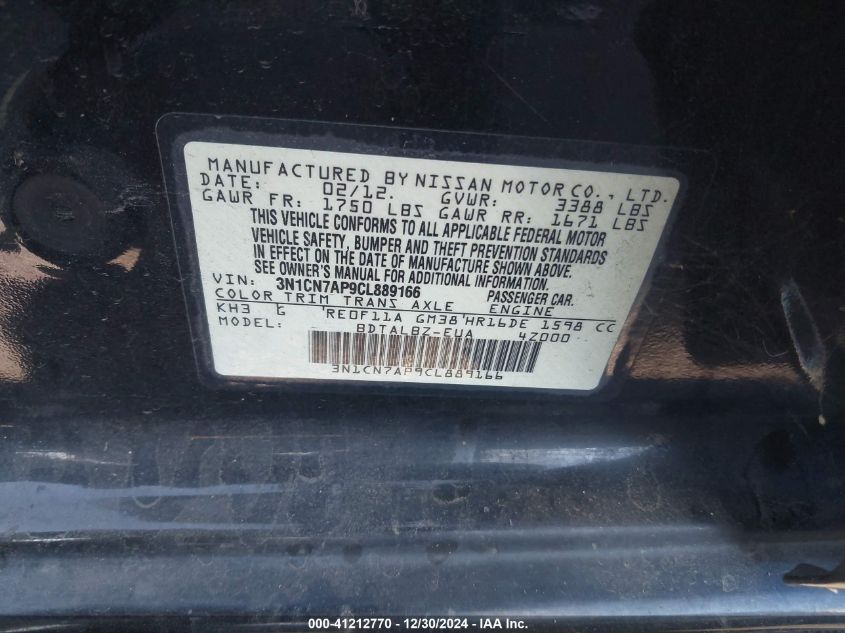 MANUFACTURED BY NISSAN MOTOR CO., LTD.
DATE: 02/12. GVWR: 3388 LBS
GAWR FR: 1750 LBS GAWR RR: 1671 LBS
THIS VEHICLE CONFORMS TO ALL APPLICABLE FEDERAL MOTOR
VEHICLE SAFETY, BUMPER AND THEFT PREVENTION STANDARDS
IN EFFECT ON THE DATE OF MANUFACTURE SHOWN ABOVE.
SEE OWNER'S MANUAL FOR ADDITIONAL INFORMATION.
VIN: 3N1CN7AP9CL889166 PASSENGER CAR.
COLOR TRIM TRANS AXLE ENGINE
KH3 G RE0F11A GM38 HR16DE 1598 CC
MODEL: BDTALBZ-EUA 42000
3N1CN7AP9CL889166
000-41212770 - 12/30/2024 - IAA Inc.